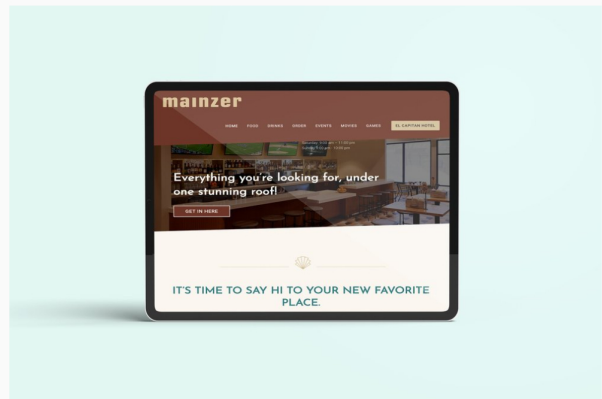 mainzer
HOME FOOD DRINKS ORDER EVENTS MOVIES GAMES EL CAPITAN HOTEL
Everything you're looking for, under
one stunning roof!
GET IN HERE
IT'S TIME TO SAY HI TO YOUR NEW FAVORITE
PLACE.